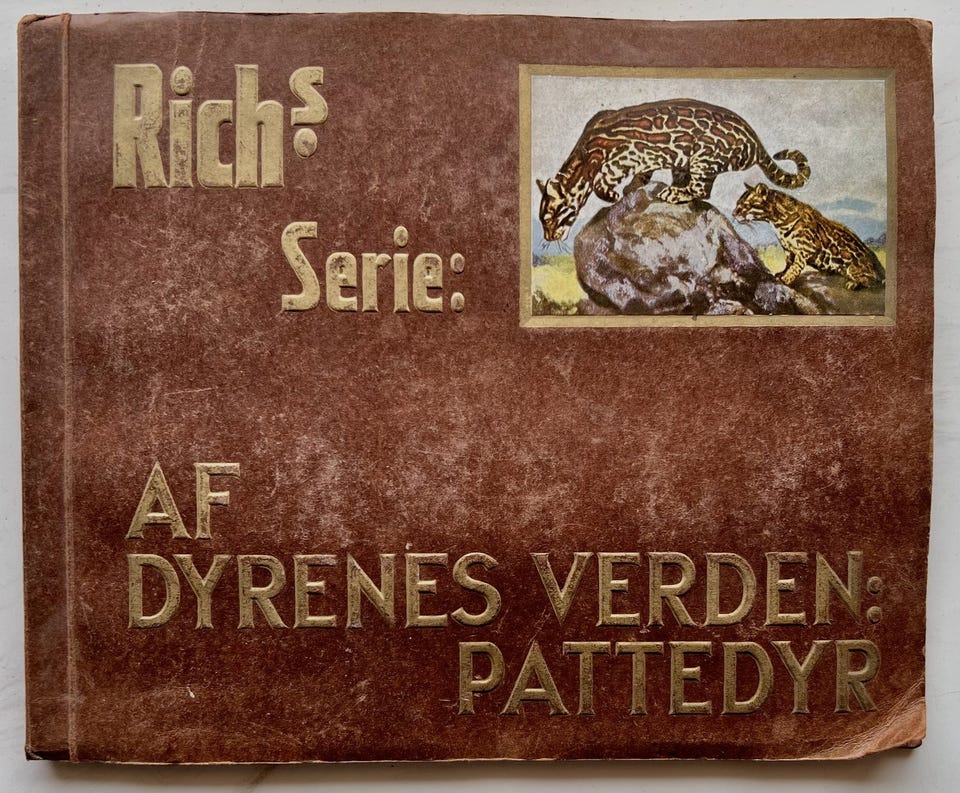 Richs
Serie:
AF
DYRENES VERDEN:
PATTEDYR